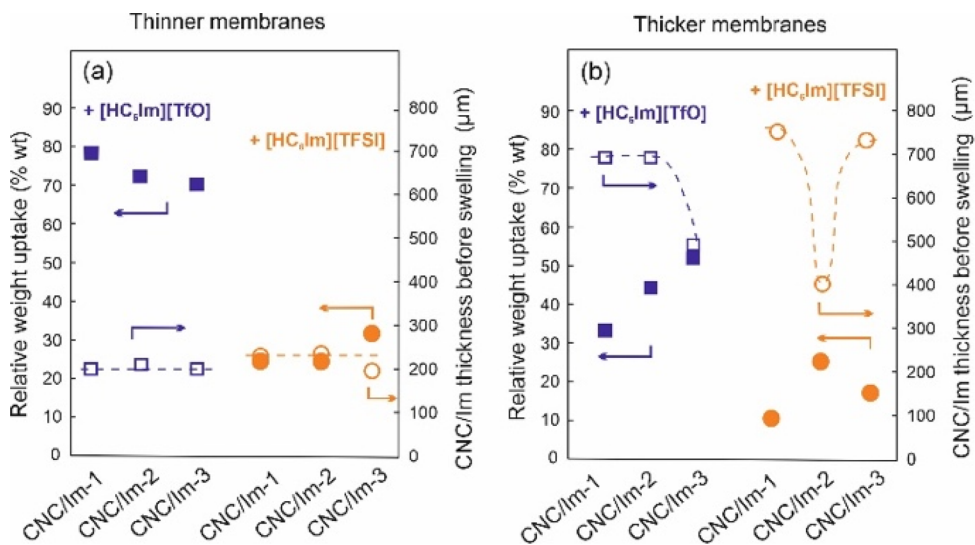 Thinner membranes
(a)
+ [HC₆Im][TfO]
+ [HC₆Im][TFSI]
Relative weight uptake (% wt)
90
80
70
60
50
40
30
20
10
0
800
700
600
500
400
300
200
100
0
CNC/Im thickness before swelling (μm)
CNC/Im-1
CNC/Im-2
CNC/Im-3
CNC/Im-1
CNC/Im-2
CNC/Im-3
Thicker membranes
(b)
+ [HC₆Im][TfO]
+ [HC₆Im][TFSI]
Relative weight uptake (% wt)
90
80
70
60
50
40
30
20
10
0
800
700
600
500
400
300
200
100
0
CNC/Im thickness before swelling (μm)
CNC/Im-1
CNC/Im-2
CNC/Im-3
CNC/Im-1
CNC/Im-2
CNC/Im-3